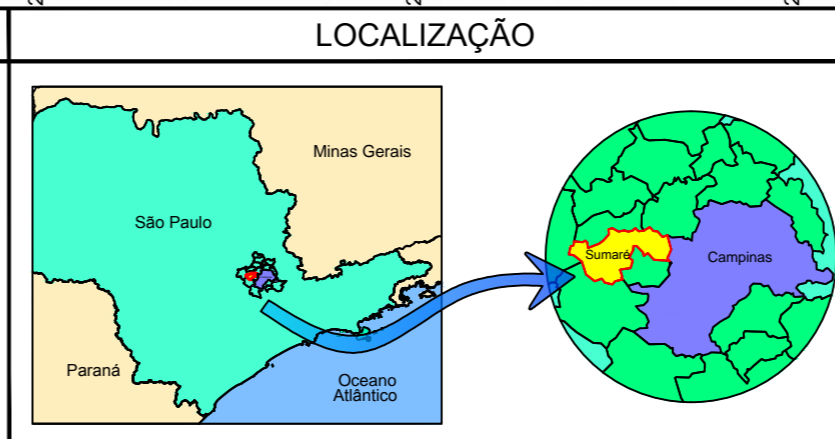 LOCALIZAÇÃO
Minas Gerais
São Paulo
Sumaré
Campinas
Paraná
Oceano
Atlântico